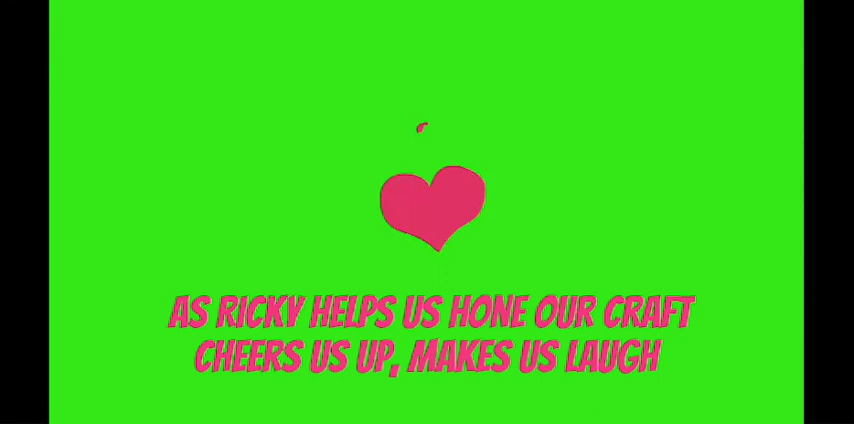 AS RICKY HELPS US HONE OUR CRAFT
CHEERS US UP, MAKES US LAUGH